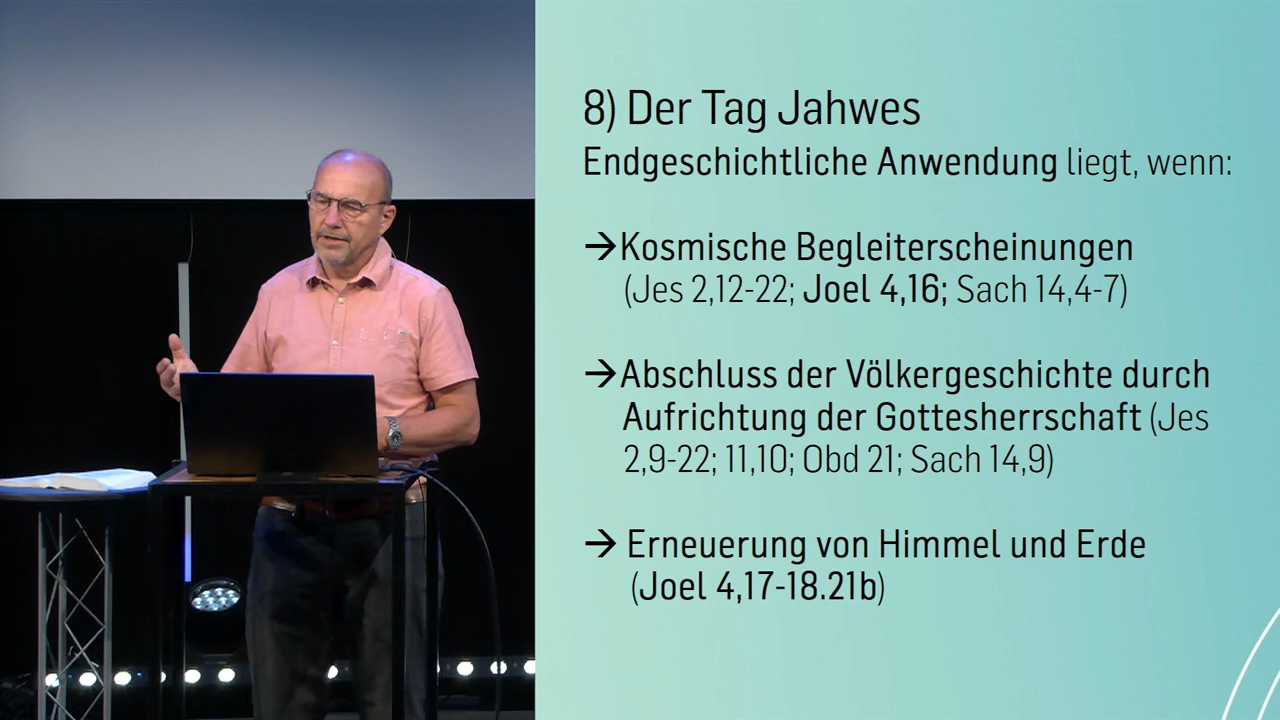 8) Der Tag Jahwes
Endgeschichtliche Anwendung liegt, wenn:
→Kosmische Begleiterscheinungen
(Jes 2,12-22; Joel 4,16; Sach 14,4-7)
→Abschluss der Völkergeschichte durch
Aufrichtung der Gottesherrschaft (Jes
2,9-22; 11,10; Obd 21; Sach 14,9)
→ Erneuerung von Himmel und Erde
(Joel 4,17-18.21b)